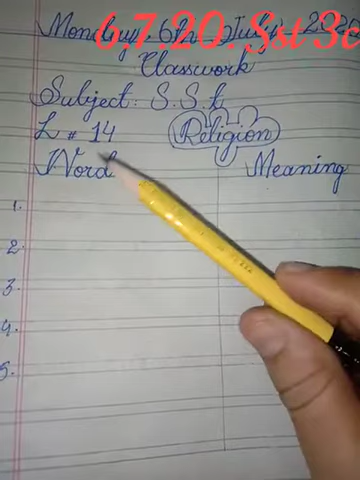 Monday 6th July 2020
6.7.20. Sst 3c
Classwork
Subject: S.S.t
L # 14 Religion
Word Meaning
1.
2.
3.
4.
5.